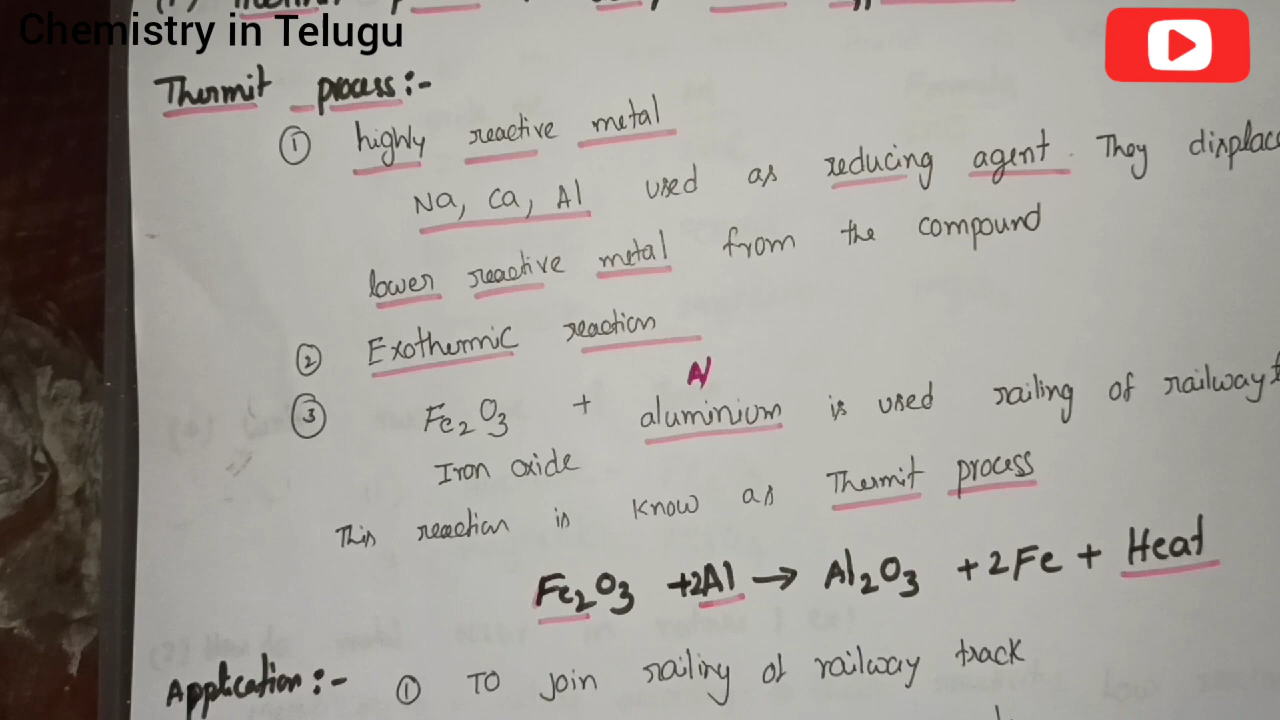 Chemistry in Telugu
Thermit process:-
① highly reactive metal
Na, Ca, Al used as reducing agent. They displac
lower reactive metal from the compound
② Exothermic reaction
Al
③ Fe2O3 + aluminium is used railing of railway
Iron oxide
This reaction is know as Thermit process
Fe2O3 +2Al → Al2O3 +2Fe + Heat
Application:- ① To join railing of railway track